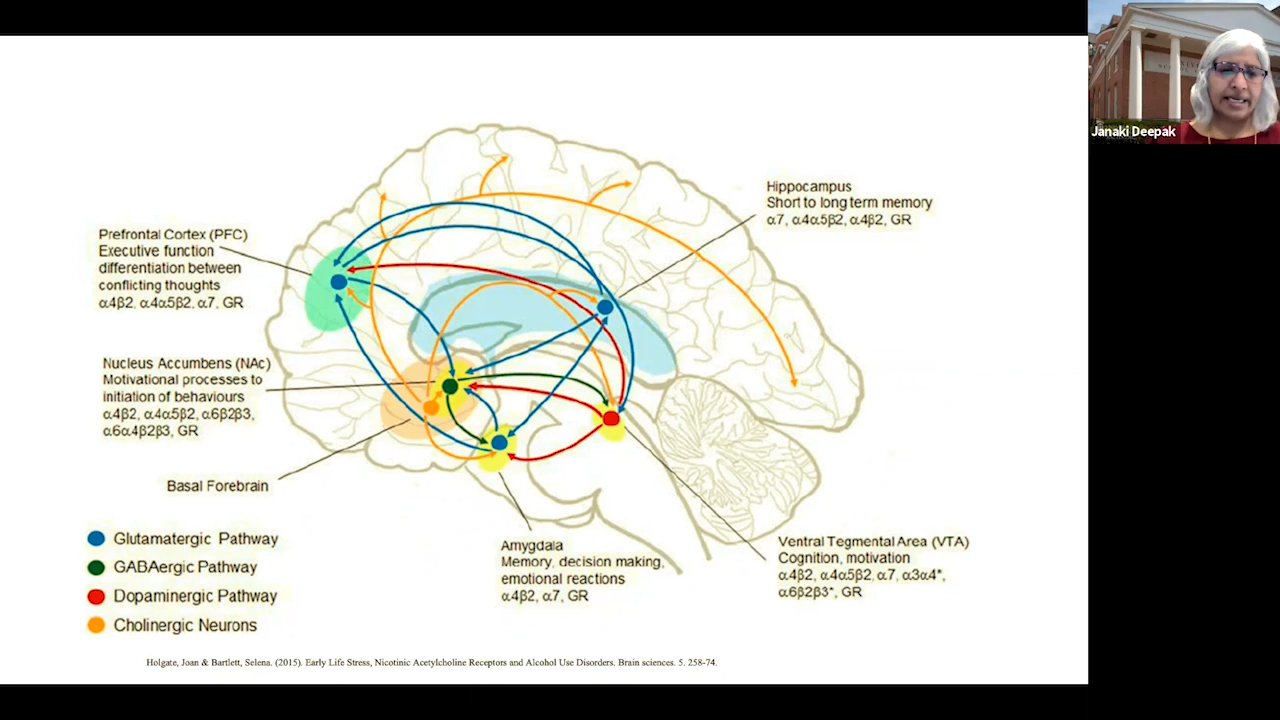 Janaki Deepak
Hippocampus
Short to long term memory
α7, α4α5β2, α4β2, GR
Prefrontal Cortex (PFC)
Executive function
differentiation between
conflicting thoughts
α4β2, α4α5β2, α7, GR
Nucleus Accumbens (NAc)
Motivational processes to
initiation of behaviours
α4β2, α4α5β2, α6β2β3,
α6α4β2β3, GR
Basal Forebrain
Glutamatergic Pathway
GABAergic Pathway
Dopaminergic Pathway
Cholinergic Neurons
Amygdala
Memory, decision making,
emotional reactions
α4β2, α7, GR
Ventral Tegmental Area (VTA)
Cognition, motivation
α4β2, α4α5β2, α7, α3α4*,
α6β2β3*, GR
Holgate, Joan & Bartlett, Selena. (2015). Early Life Stress, Nicotinic Acetylcholine Receptors and Alcohol Use Disorders. Brain sciences. 5. 258-74.